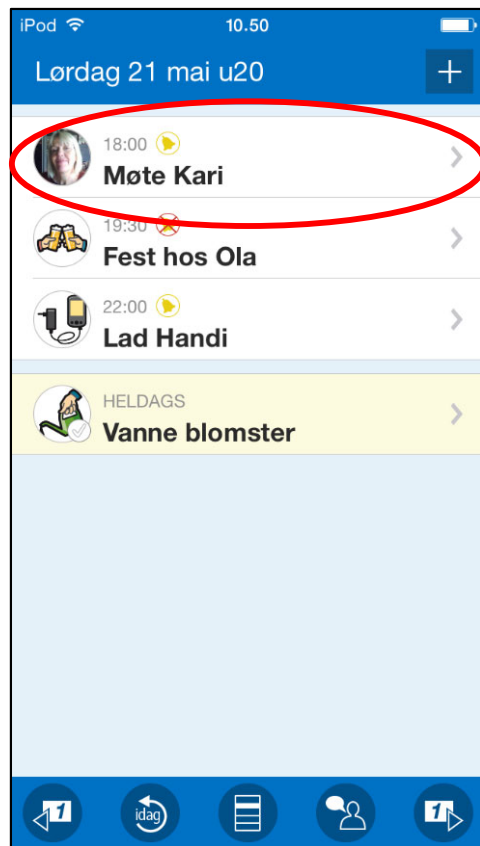 iPod 10.50
Lørdag 21 mai u20
18:00
Møte Kari
19:30
Fest hos Ola
22:00
Lad Handi
HELDAGS
Vanne blomster
1 idag 1